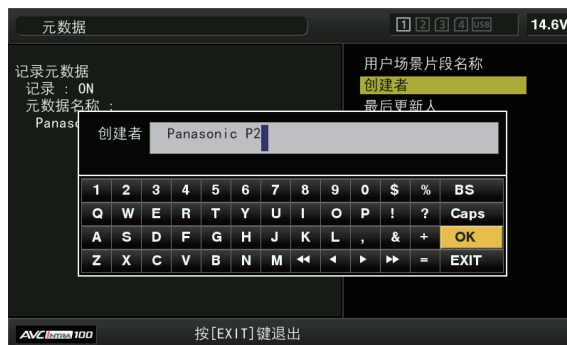 元数据
1 2 3 4 USB
14.6V
记录元数据
记录 : ON
元数据名称 :
Panaso
用户场景片段名称
创建者
最后更新人
创建者 Panasonic P2
1 2 3 4 5 6 7 8 9 0 $ % BS
Q W E R T Y U I O P ! ? Caps
A S D F G H J K L , & + OK
Z X C V B N M ◀◀ ◀ ▶ ▶▶ = EXIT
AVC INTRA 100
按[EXIT]键退出